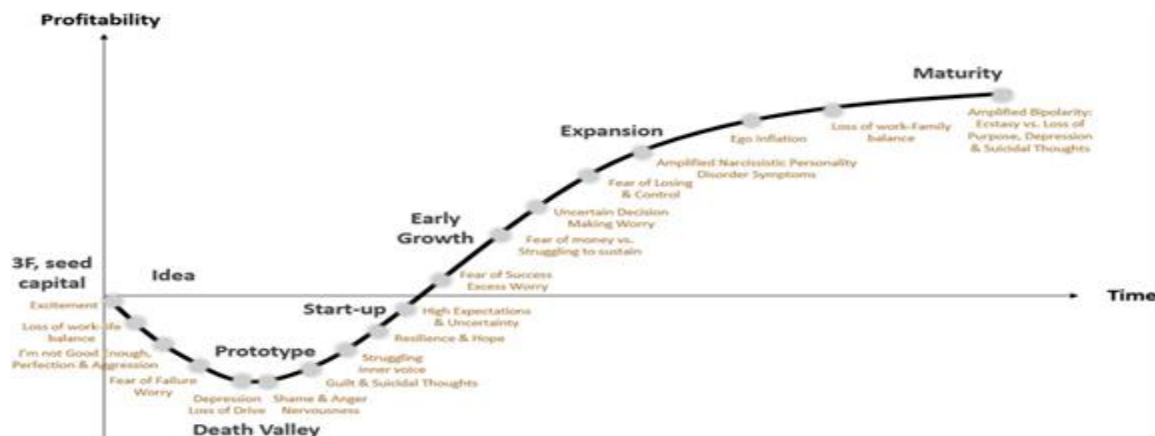 Profitability
Maturity
Amplified Bipolarity:
Ecstasy vs. Loss of
Purpose, Depression
& Suicidal Thoughts
Loss of work-Family
balance
Ego Inflation
Expansion
Amplified Narcissistic Personality
Disorder Symptoms
Fear of Losing
& Control
Uncertain Decision
Making Worry
Early
Growth
Fear of money vs.
Struggling to sustain
3F, seed
capital
Idea
Fear of Success
Excess Worry
Time
Excitement
Start-up
High Expectations
& Uncertainty
Loss of work-life
balance
Resilience & Hope
I'm not Good Enough,
Perfection & Aggression
Prototype
Struggling
inner voice
Fear of Failure
Worry
Guilt & Suicidal Thoughts
Depression
Loss of Drive
Shame & Anger
Nervousness
Death Valley